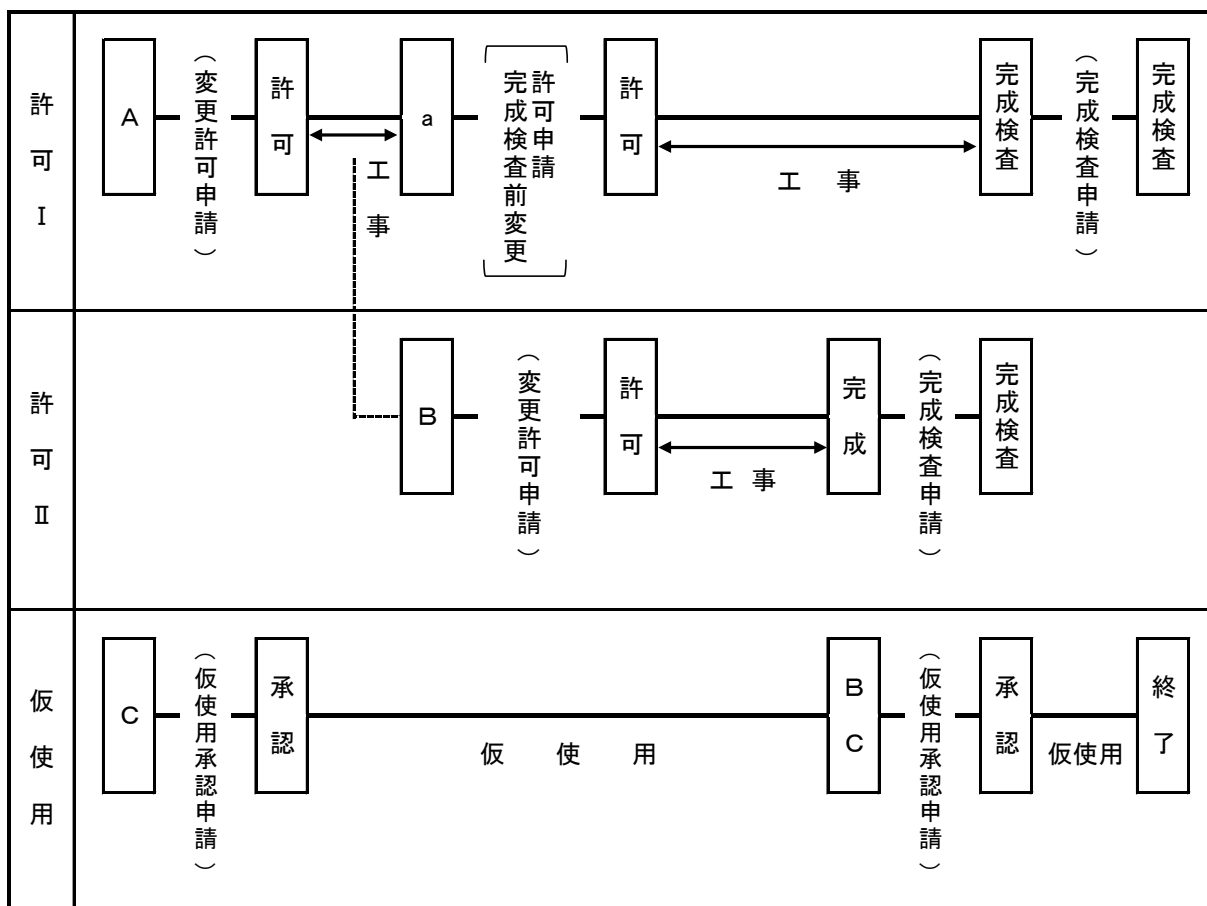 許可Ⅰ
A
（変更許可申請）
許可
工事
a
完成検査前変更
許可申請
許可
工事
完成検査
（完成検査申請）
完成検査
許可Ⅱ
B
（変更許可申請）
許可
工事
完成
（完成検査申請）
完成検査
仮使用
C
（仮使用承認申請）
承認
仮使用
BC
（仮使用承認申請）
承認
仮使用
終了